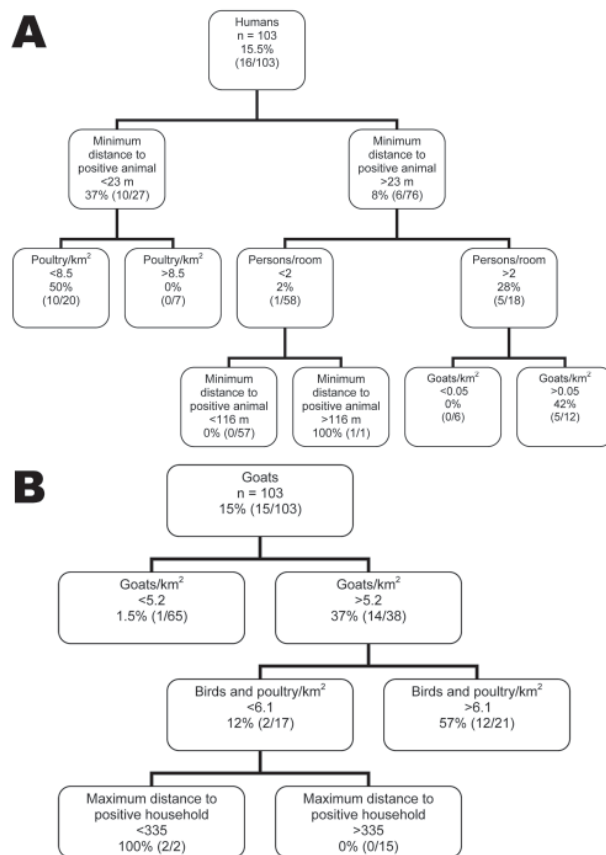 A
Humans
n = 103
15.5%
(16/103)
Minimum
distance to
positive animal
<23 m
37% (10/27)
Minimum
distance to
positive animal
>23 m
8% (6/76)
Poultry/km²
<8.5
50%
(10/20)
Poultry/km²
>8.5
0%
(0/7)
Persons/room
<2
2%
(1/58)
Persons/room
>2
28%
(5/18)
Minimum
distance to
positive animal
<116 m
0% (0/57)
Minimum
distance to
positive animal
>116 m
100% (1/1)
Goats/km²
<0.05
0%
(0/6)
Goats/km²
>0.05
42%
(5/12)
B
Goats
n = 103
15% (15/103)
Goats/km²
<5.2
1.5% (1/65)
Goats/km²
>5.2
37% (14/38)
Birds and poultry/km²
<6.1
12% (2/17)
Birds and poultry/km²
>6.1
57% (12/21)
Maximum distance to
positive household
<335
100% (2/2)
Maximum distance to
positive household
>335
0% (0/15)